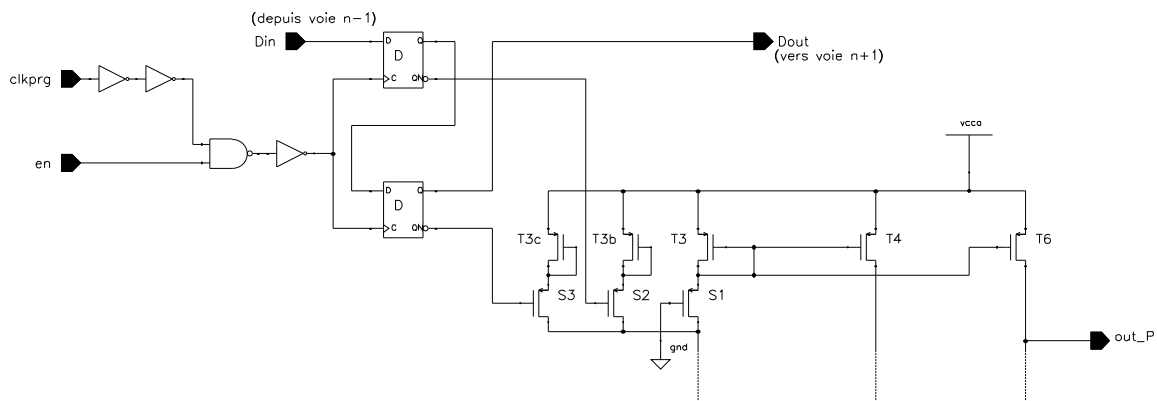 (depuis voie n-1)
Din
D
Q
D
C
QN
Dout
(vers voie n+1)
clkprg
en
vcca
D
Q
D
C
QN
T3c
T3b
T3
T4
T6
S3
S2
S1
gnd
out_P